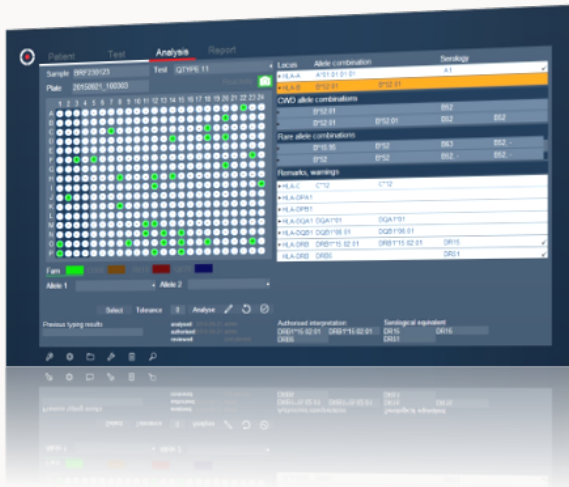 Patient Test Analysis Report
Sample BRF230123 Test QTYPE 11
Plate 20150821_100303
1 2 3 4 5 6 7 8 9 10 11 12 13 14 15 16 17 18 19 20 21 22 23 24
A
B
C
D
E
F
G
H
I
J
K
L
M
N
O
P
Fam
Allele 1 Allele 2
Select Tolerance 0 Analyse
Previous typing results
analysed
authorised
reviewed
Locus Allele combination Serology
HLA-A A*01:01:01:01 A1
HLA-B B*52:01 B*52:01
CWD allele combinations
B*52:01 B52
B*52:01 B*52:01 B52 B52
Rare allele combinations
B*15:95 B*52 B63 B52, -
B*52 B*52 B52, - B52, -
Remarks, warnings
HLA-C C*12 C*12
HLA-DPA1
HLA-DPB1
HLA-DQA1 DQA1*01 DQA1*01
HLA-DQB1 DQB1*06:01 DQB1*06:01
HLA-DRB DRB1*15:02:01 DRB1*15:02:01 DR15
HLA-DRB DRB5 DR51
Authorised interpretation Serological equivalent
DRB1*15:02:01 DRB1*15:02:01 DR15 DR15
DRB5 DR51